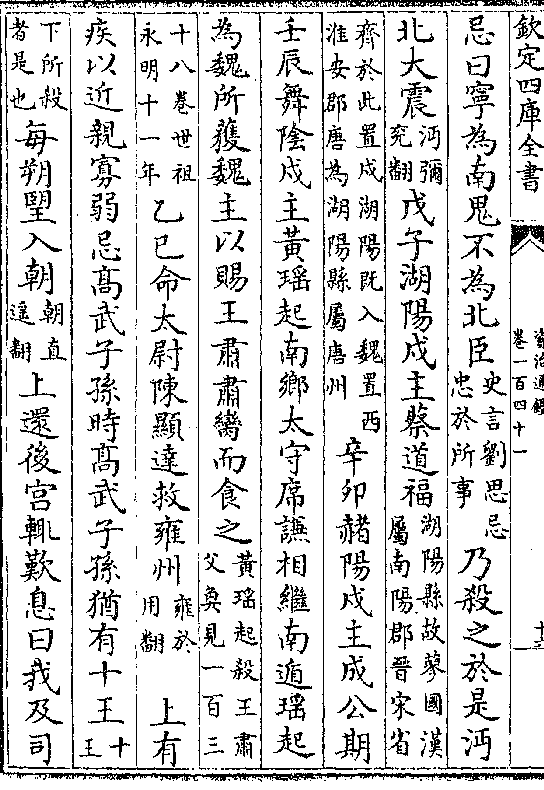 欽定四庫全書
資治通鑑
卷一百四十一
忌曰寧為南鬼不為北臣史言劉思忌忠於所事乃殺之於是沔
北大震沔彌兖翻戊子湖陽戍主蔡道福湖陽縣故蓼國漢屬南陽郡晉宋省
齊於此置戍湖陽既入魏置西淮安郡唐為湖陽縣屬唐州辛卯赭陽戍主成公期
壬辰舞陰戍主黃瑶起南鄉太守席謙相繼南遁瑶起
為魏所獲魏主以賜王肅肅臠而食之黃瑶起殺王肅父奐見一百三
十八卷世祖永明十一年乙巳命太尉陳顯達救雍州雍於用翻上有
疾以近親寡弱忌髙武子孫時髙武子孫猶有十王十王
下所殺者是也每朔望入朝朝直遥翻上還後宫輒歎息曰我及司